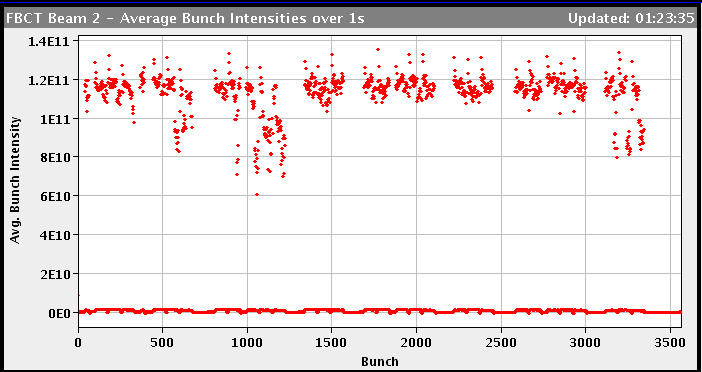 FBCT Beam 2 - Average Bunch Intensities over 1s Updated: 01:23:35
1.4E11
1.2E11
1E11
8E10
6E10
4E10
2E10
0E0
Avg. Bunch Intensity
0 500 1000 1500 2000 2500 3000 3500
Bunch